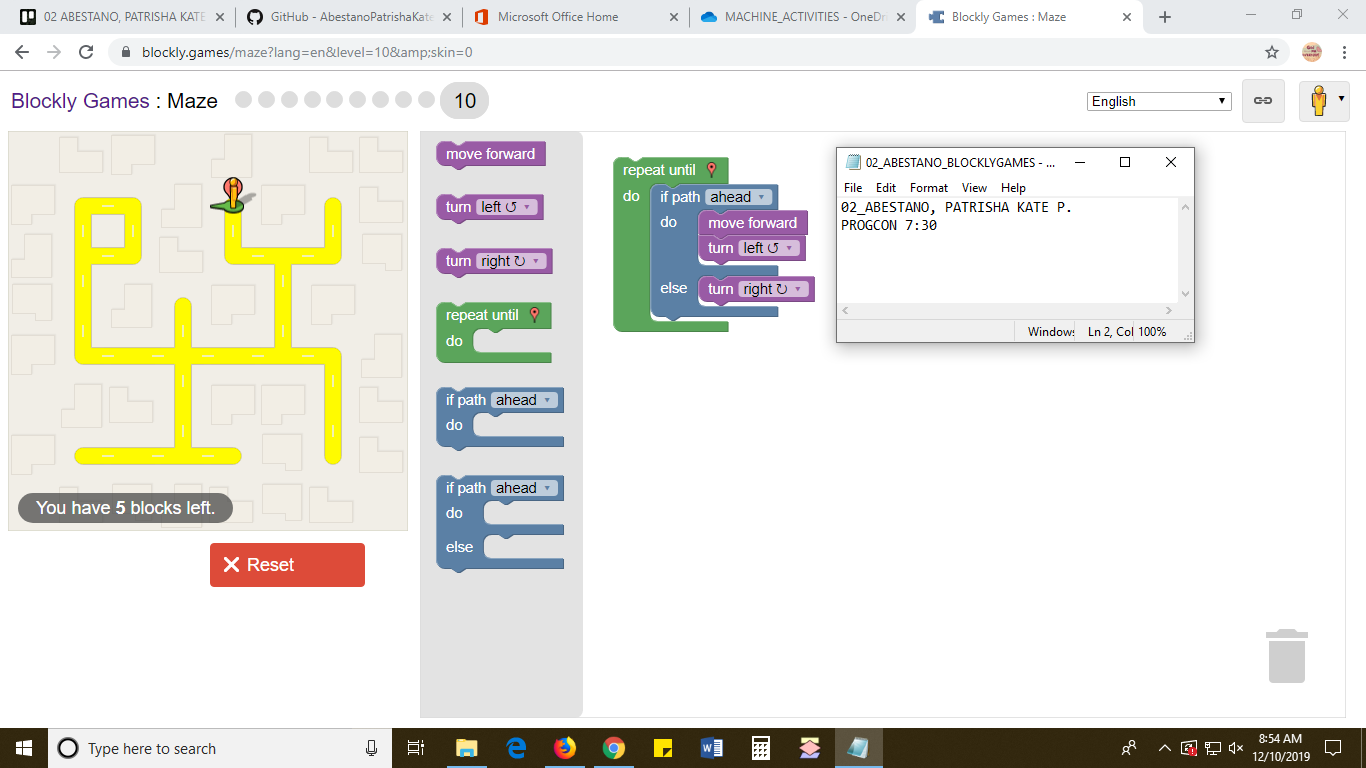 02 ABESTANO, PATRISHA KATE
GitHub - AbestanoPatrishaKate
Microsoft Office Home
MACHINE_ACTIVITIES - OneDr
Blockly Games : Maze
blockly.games/maze?lang=en&level=10&amp;skin=0
Blockly Games : Maze
10
English
You have 5 blocks left.
Reset
move forward
turn left ↺
turn right ↻
repeat until
do
if path ahead
do
if path ahead
do
else
repeat until
do
if path ahead
do
move forward
turn left ↺
else
turn right ↻
02_ABESTANO_BLOCKLYGAMES - ...
File Edit Format View Help
02_ABESTANO, PATRISHA KATE P.
PROGCON 7:30
Windows Ln 2, Col 100%
Type here to search
8:54 AM
12/10/2019